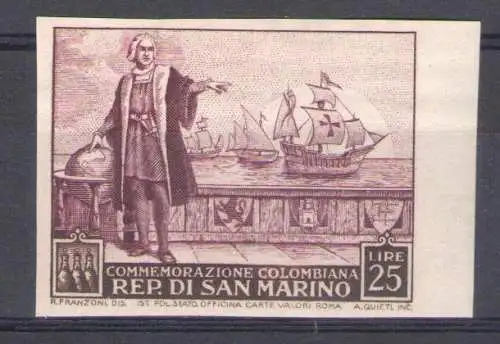 LIRE
25
COMMEMORAZIONE COLOMBIANA
REP. DI SAN MARINO
R. FRANZONI DIS. IST. POL. STATO. OFFICINA CARTE VALORI ROMA A. QUIETI. INC.